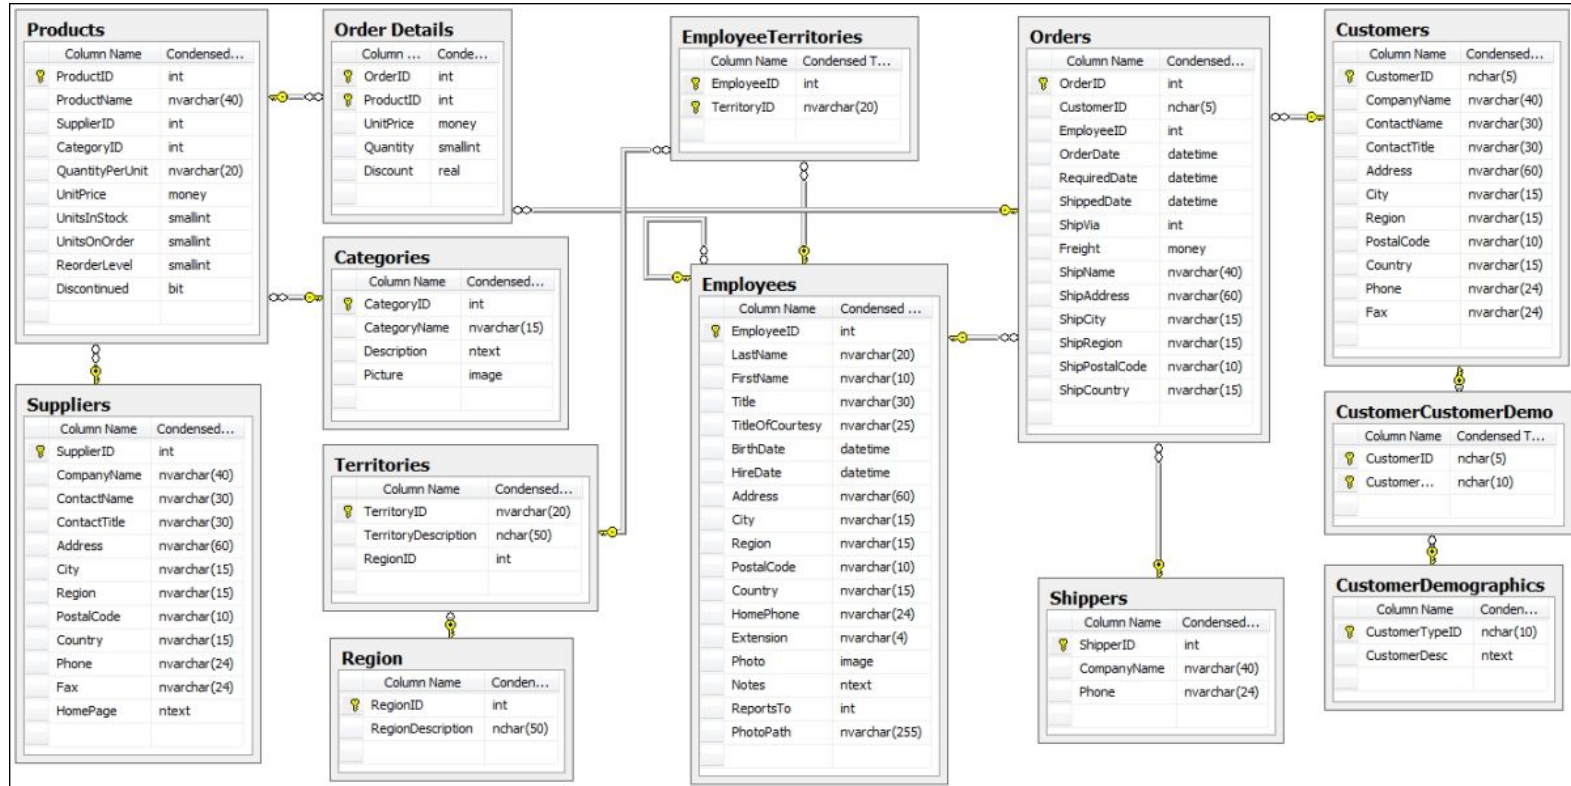 Products
Column Name Condensed...
ProductID int
ProductName nvarchar(40)
SupplierID int
CategoryID int
QuantityPerUnit nvarchar(20)
UnitPrice money
UnitsInStock smallint
UnitsOnOrder smallint
ReorderLevel smallint
Discontinued bit
Order Details
Column ... Conde...
OrderID int
ProductID int
UnitPrice money
Quantity smallint
Discount real
EmployeeTerritories
Column Name Condensed T...
EmployeeID int
TerritoryID nvarchar(20)
Orders
Column Name Condensed...
OrderID int
CustomerID nchar(5)
EmployeeID int
OrderDate datetime
RequiredDate datetime
ShippedDate datetime
ShipVia int
Freight money
ShipName nvarchar(40)
ShipAddress nvarchar(60)
ShipCity nvarchar(15)
ShipRegion nvarchar(15)
ShipPostalCode nvarchar(10)
ShipCountry nvarchar(15)
Customers
Column Name Condensed...
CustomerID nchar(5)
CompanyName nvarchar(40)
ContactName nvarchar(30)
ContactTitle nvarchar(30)
Address nvarchar(60)
City nvarchar(15)
Region nvarchar(15)
PostalCode nvarchar(10)
Country nvarchar(15)
Phone nvarchar(24)
Fax nvarchar(24)
Categories
Column Name Condensed...
CategoryID int
CategoryName nvarchar(15)
Description ntext
Picture image
Employees
Column Name Condensed ...
EmployeeID int
LastName nvarchar(20)
FirstName nvarchar(10)
Title nvarchar(30)
TitleOfCourtesy nvarchar(25)
BirthDate datetime
HireDate datetime
Address nvarchar(60)
City nvarchar(15)
Region nvarchar(15)
PostalCode nvarchar(10)
Country nvarchar(15)
HomePhone nvarchar(24)
Extension nvarchar(4)
Photo image
Notes ntext
ReportsTo int
PhotoPath nvarchar(255)
Suppliers
Column Name Condensed...
SupplierID int
CompanyName nvarchar(40)
ContactName nvarchar(30)
ContactTitle nvarchar(30)
Address nvarchar(60)
City nvarchar(15)
Region nvarchar(15)
PostalCode nvarchar(10)
Country nvarchar(15)
Phone nvarchar(24)
Fax nvarchar(24)
HomePage ntext
Territories
Column Name Condensed...
TerritoryID nvarchar(20)
TerritoryDescription nchar(50)
RegionID int
Region
Column Name Conden...
RegionID int
RegionDescription nchar(50)
Shippers
Column Name Condensed...
ShipperID int
CompanyName nvarchar(40)
Phone nvarchar(24)
CustomerCustomerDemo
Column Name Condensed T...
CustomerID nchar(5)
Customer... nchar(10)
CustomerDemographics
Column Name Conden...
CustomerTypeID nchar(10)
CustomerDesc ntext